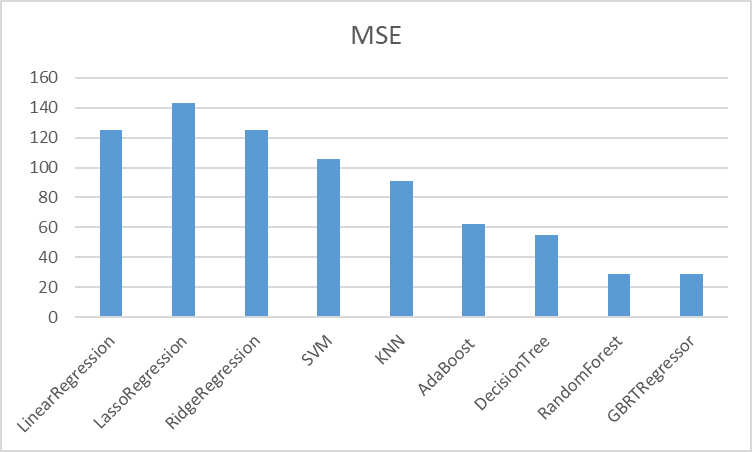 MSE
160
140
120
100
80
60
40
20
0
LinearRegression
LassoRegression
RidgeRegression
SVM
KNN
AdaBoost
DecisionTree
RandomForest
GBRTRegressor